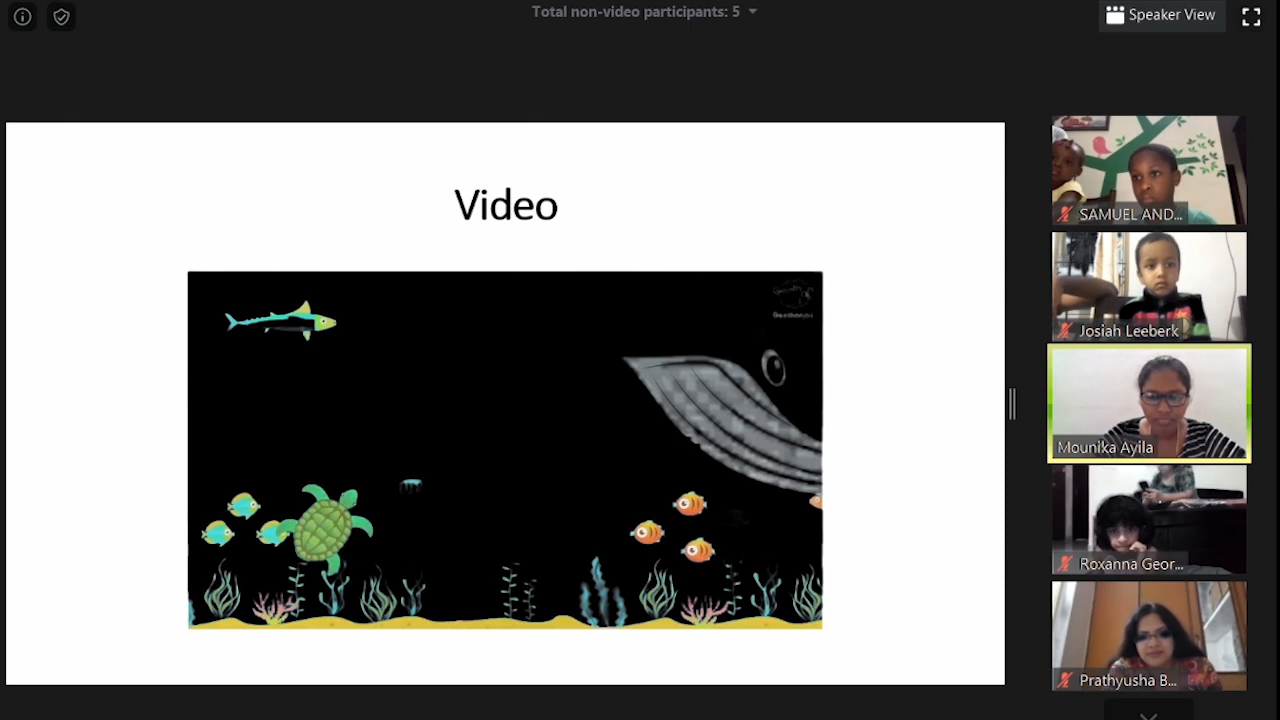 Total non-video participants: 5
Speaker View
Video
SAMUEL AND...
Josiah Leeberk
Mounika Ayila
Roxanna Geor...
Prathyusha B...